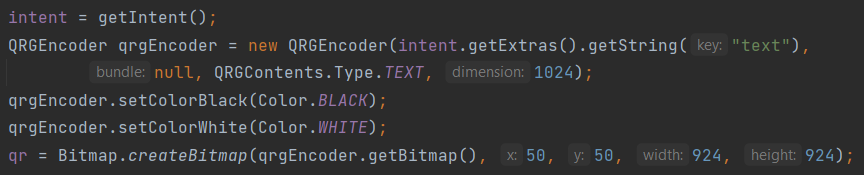 intent = getIntent();
QRGEncoder qrgEncoder = new QRGEncoder(intent.getExtras().getString( key: "text"),
bundle: null, QRGContents.Type.TEXT, dimension: 1024);
qrgEncoder.setColorBlack(Color.BLACK);
qrgEncoder.setColorWhite(Color.WHITE);
qr = Bitmap.createBitmap(qrgEncoder.getBitmap(), x: 50, y: 50, width: 924, height: 924);